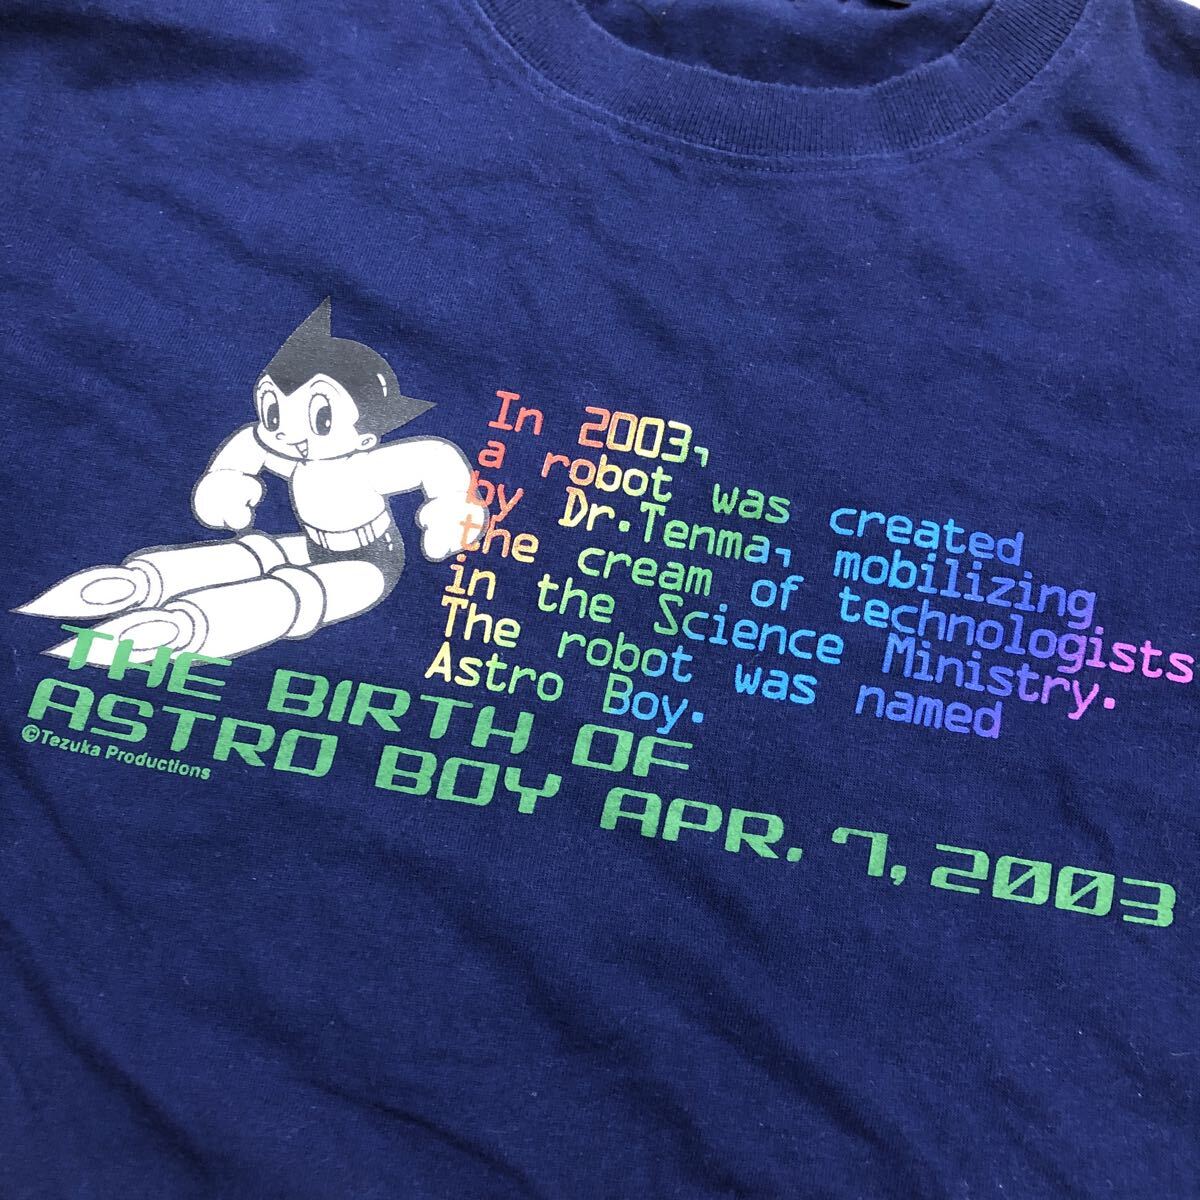 In 2003,
a robot was created
by Dr.Tenma, mobilizing
the cream of technologists
in the Science Ministry.
The robot was named
Astro Boy.
THE BIRTH OF
ASTRO BOY APR. 7, 2003
©Tezuka Productions